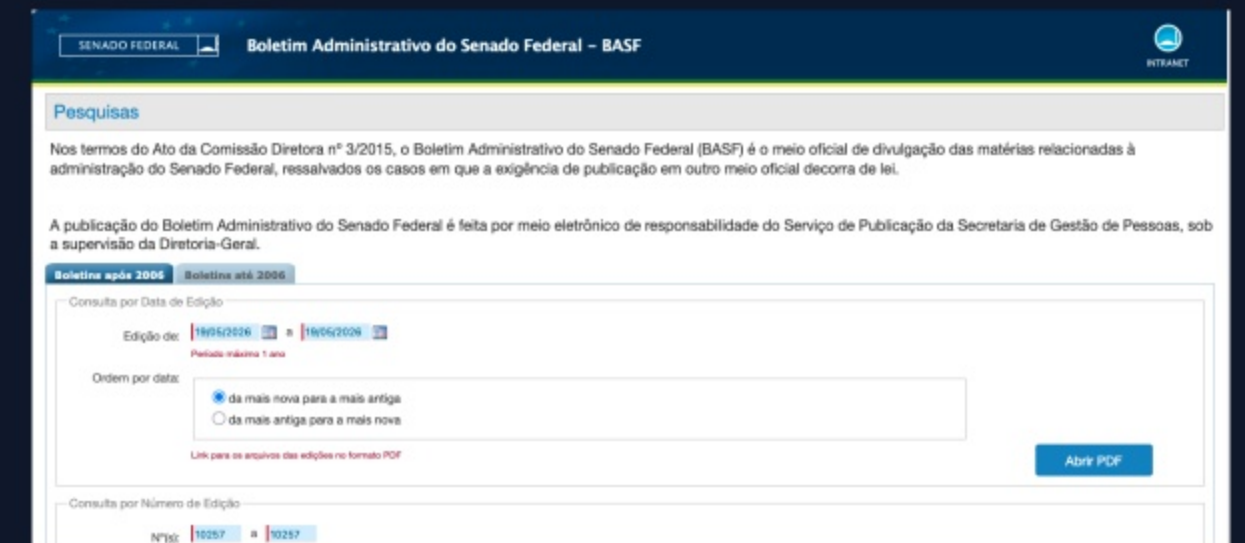 SENADO FEDERAL
Boletim Administrativo do Senado Federal – BASF
INTRANET
Pesquisas
Nos termos do Ato da Comissão Diretora nº 3/2015, o Boletim Administrativo do Senado Federal (BASF) é o meio oficial de divulgação das matérias relacionadas à
administração do Senado Federal, ressalvados os casos em que a exigência de publicação em outro meio oficial decorra de lei.
A publicação do Boletim Administrativo do Senado Federal é feita por meio eletrônico de responsabilidade do Serviço de Publicação da Secretaria de Gestão de Pessoas, sob
a supervisão da Diretoria-Geral.
Boletins após 2006 Boletins até 2006
Consulta por Data de Edição
Edição de: 19/05/2026 a 19/05/2026
Período máximo 1 ano
Ordem por data:
da mais nova para a mais antiga
da mais antiga para a mais nova
Link para os arquivos das edições no formato PDF
Abrir PDF
Consulta por Número de Edição
Nº(s): 10257 a 10257